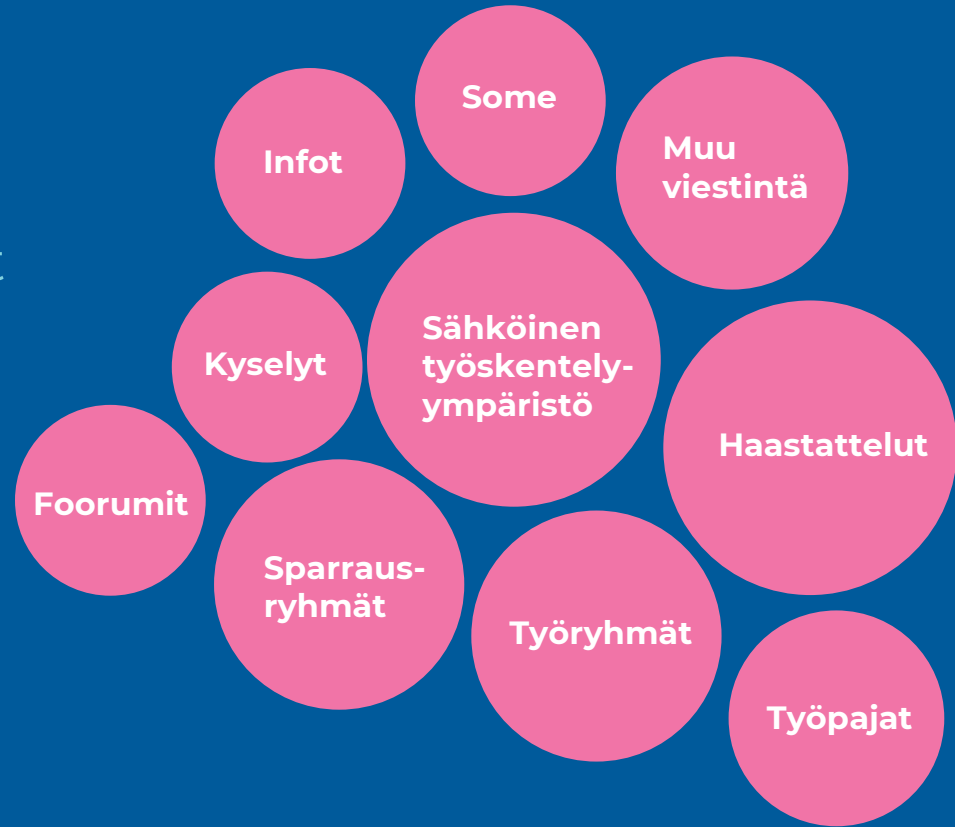 Some
Infot
Muu
viestintä
Sähköinen
työskentely-
ympäristö
Kyselyt
Haastattelut
Foorumit
Sparraus-
ryhmät
Työryhmät
Työpajat